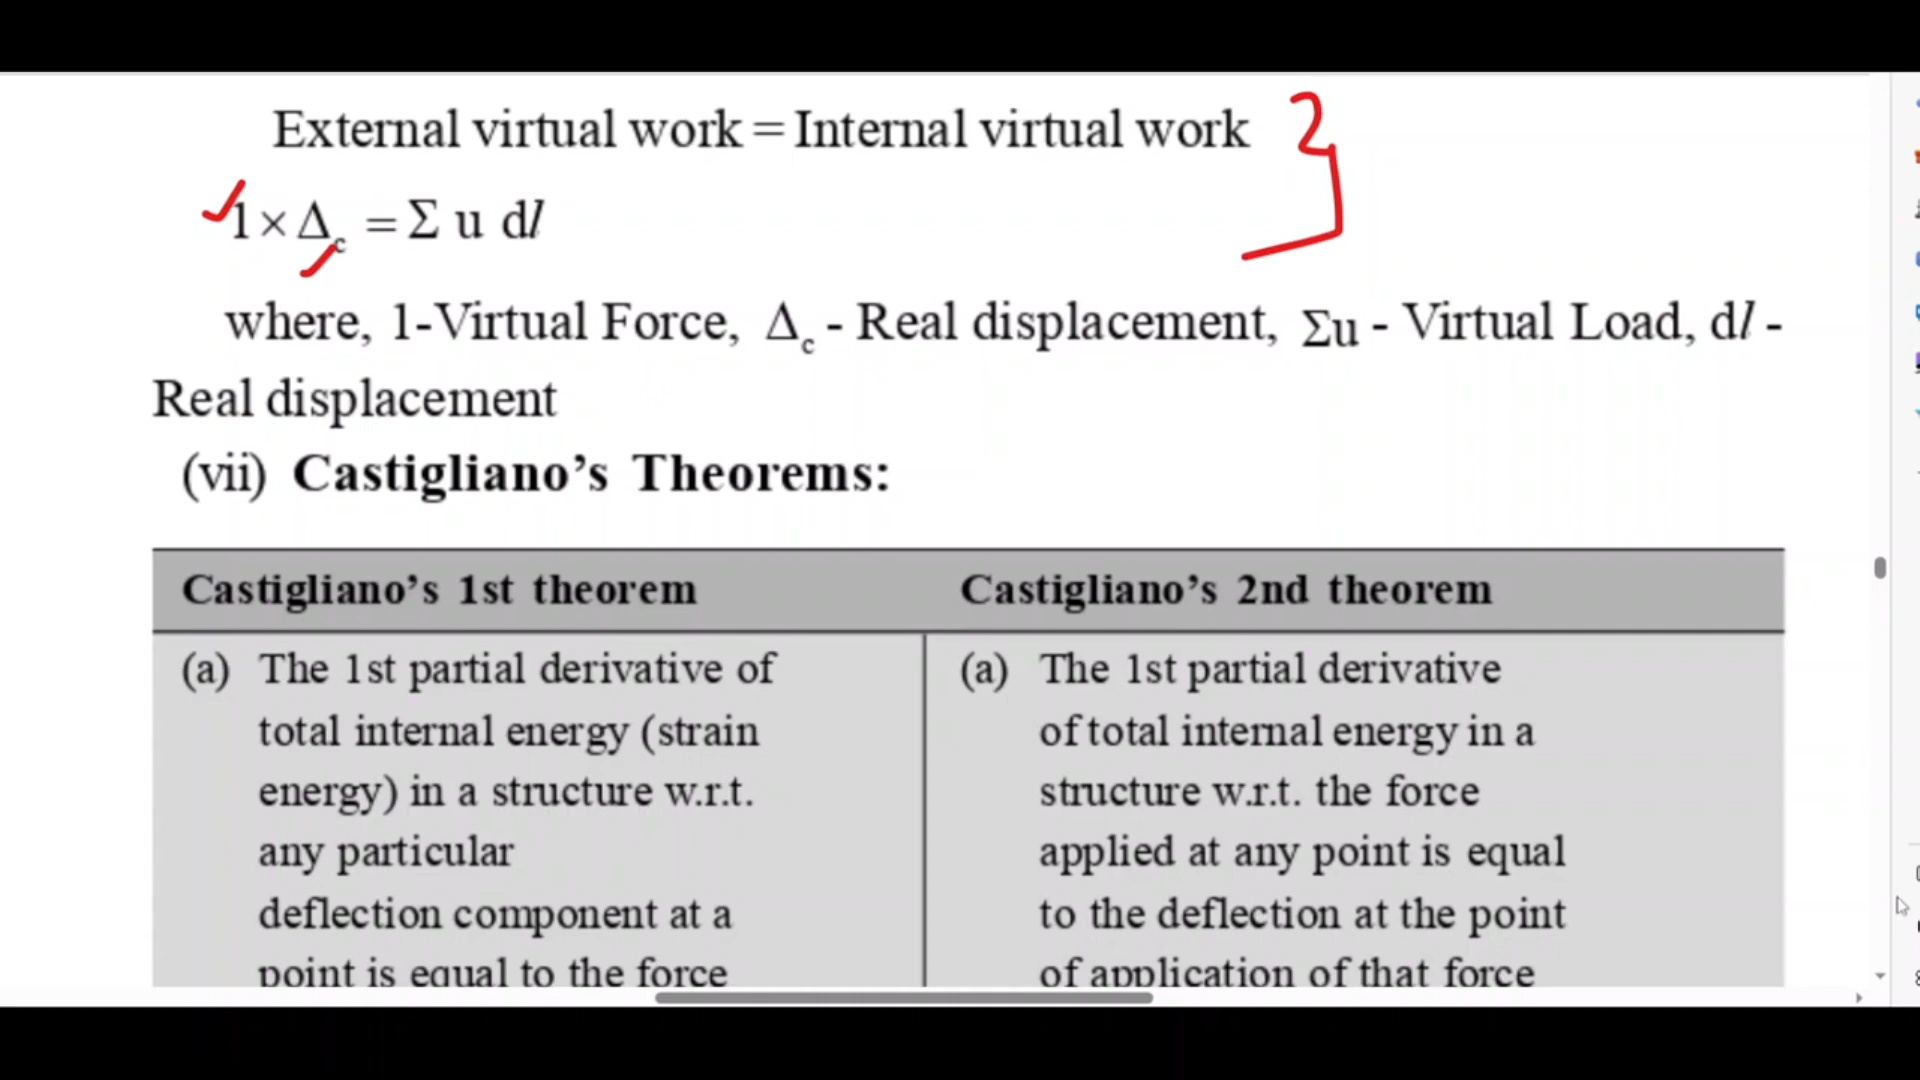 External virtual work = Internal virtual work
1 × Δc = Σ u dl
where, 1-Virtual Force, Δc - Real displacement, Σu - Virtual Load, dl -
Real displacement
(vii) Castigliano’s Theorems:
Castigliano’s 1st theorem
(a) The 1st partial derivative of
total internal energy (strain
energy) in a structure w.r.t.
any particular
deflection component at a
point is equal to the force
Castigliano’s 2nd theorem
(a) The 1st partial derivative
of total internal energy in a
structure w.r.t. the force
applied at any point is equal
to the deflection at the point
of application of that force